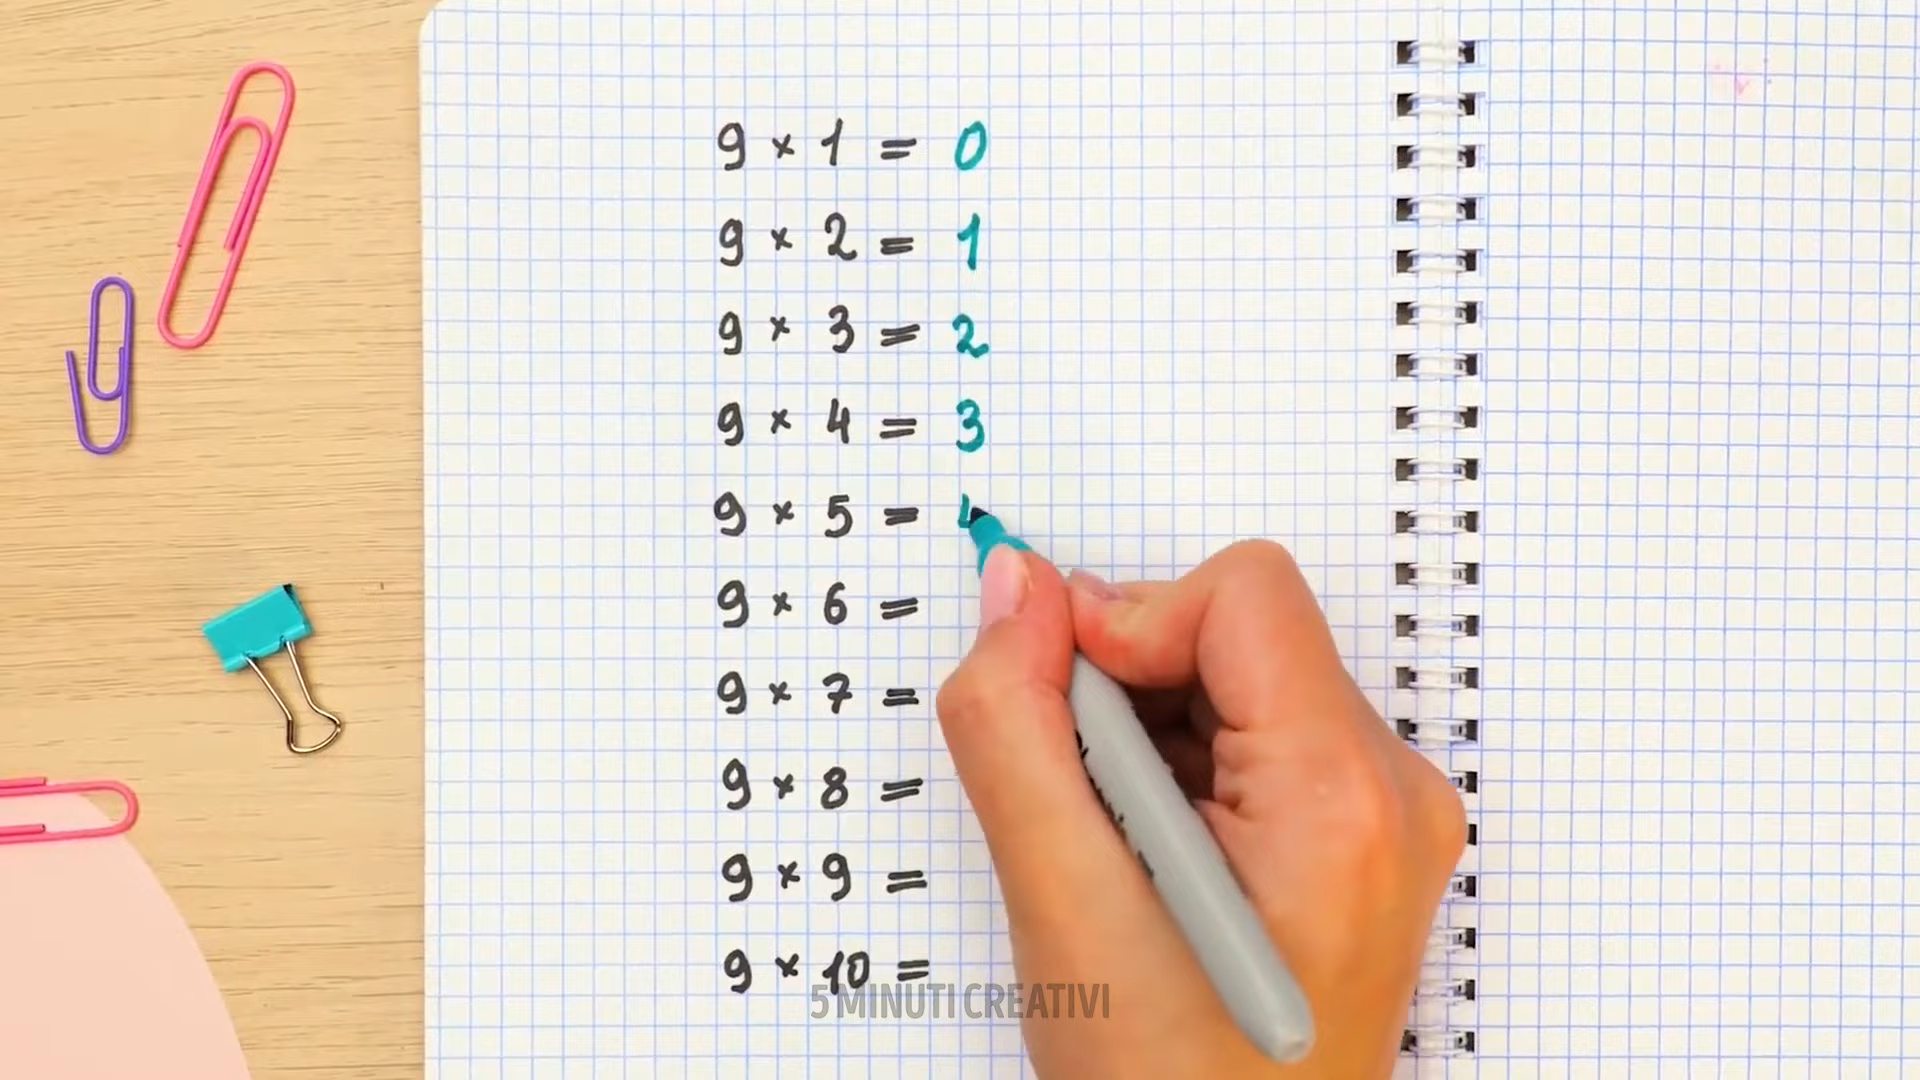 9 × 1 = 0
9 × 2 = 1
9 × 3 = 2
9 × 4 = 3
9 × 5 =
9 × 6 =
9 × 7 =
9 × 8 =
9 × 9 =
9 × 10 =
5 MINUTI CREATIVI